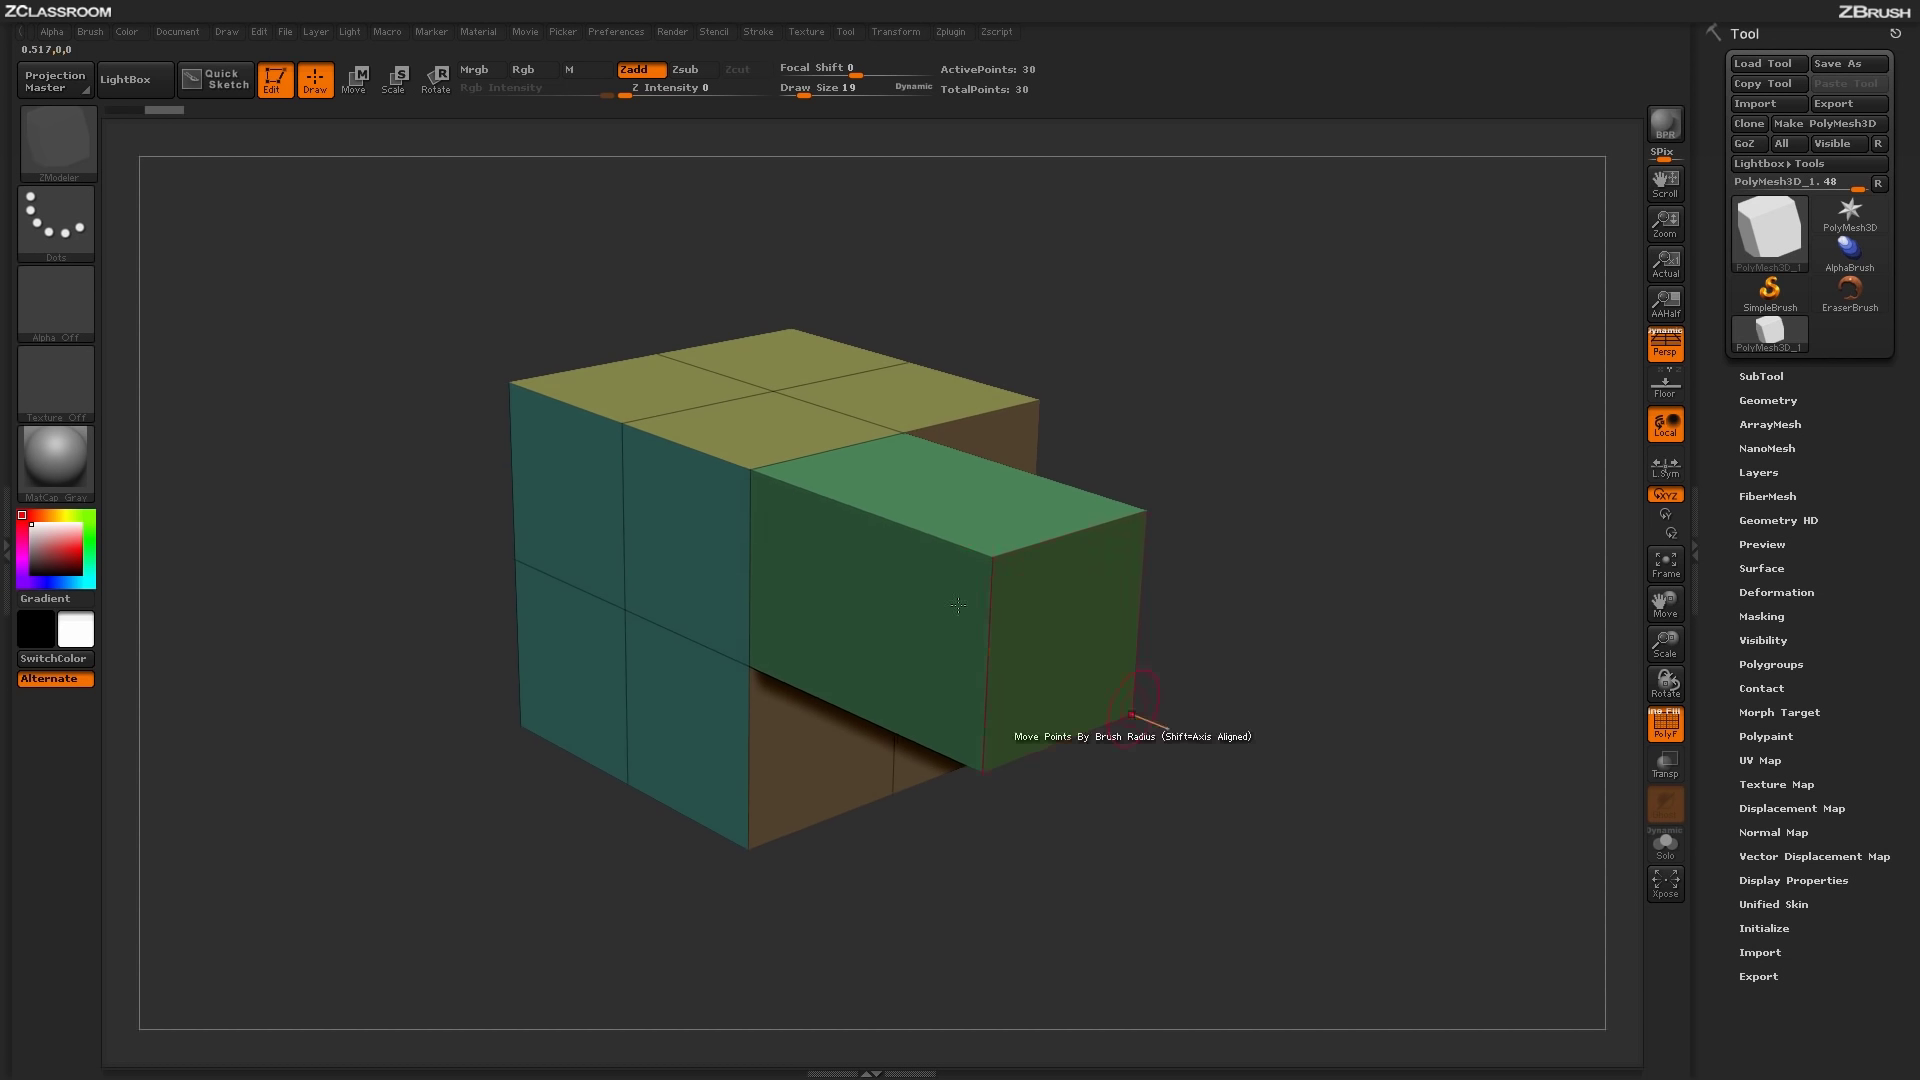 ZCLASSROOM
ZBRUSH
Alpha Brush Color Document Draw Edit File Layer Light Macro Marker Material Movie Picker Preferences Render Stencil Stroke Texture Tool Transform Zplugin Zscript
0.517,0,0
Projection Master
LightBox
Quick Sketch
Edit
Draw
Move
Scale
Rotate
Mrgb Rgb M Zadd Zsub Zcut
Rgb Intensity
Z Intensity 0
Focal Shift 0
Draw Size 19
Dynamic
ActivePoints: 30
TotalPoints: 30
ZModeler
Dots
Alpha Off
Texture Off
MatCap Gray
Gradient
SwitchColor
Alternate
Move Points By Brush Radius (Shift=Axis Aligned)
BPR
SPix
Scroll
Zoom
Actual
AAHalf
Dynamic
Persp
Floor
Local
L.Sym
XYZ
Y
Z
Frame
Move
Scale
Rotate
Line Fill
PolyF
Transp
Dynamic
Solo
Xpose
Tool
Load Tool Save As
Copy Tool Paste Tool
Import Export
Clone Make PolyMesh3D
GoZ All Visible R
Lightbox▸Tools
PolyMesh3D_1. 48 R
PolyMesh3D_1
PolyMesh3D
AlphaBrush
SimpleBrush
EraserBrush
PolyMesh3D_1
SubTool
Geometry
ArrayMesh
NanoMesh
Layers
FiberMesh
Geometry HD
Preview
Surface
Deformation
Masking
Visibility
Polygroups
Contact
Morph Target
Polypaint
UV Map
Texture Map
Displacement Map
Normal Map
Vector Displacement Map
Display Properties
Unified Skin
Initialize
Import
Export